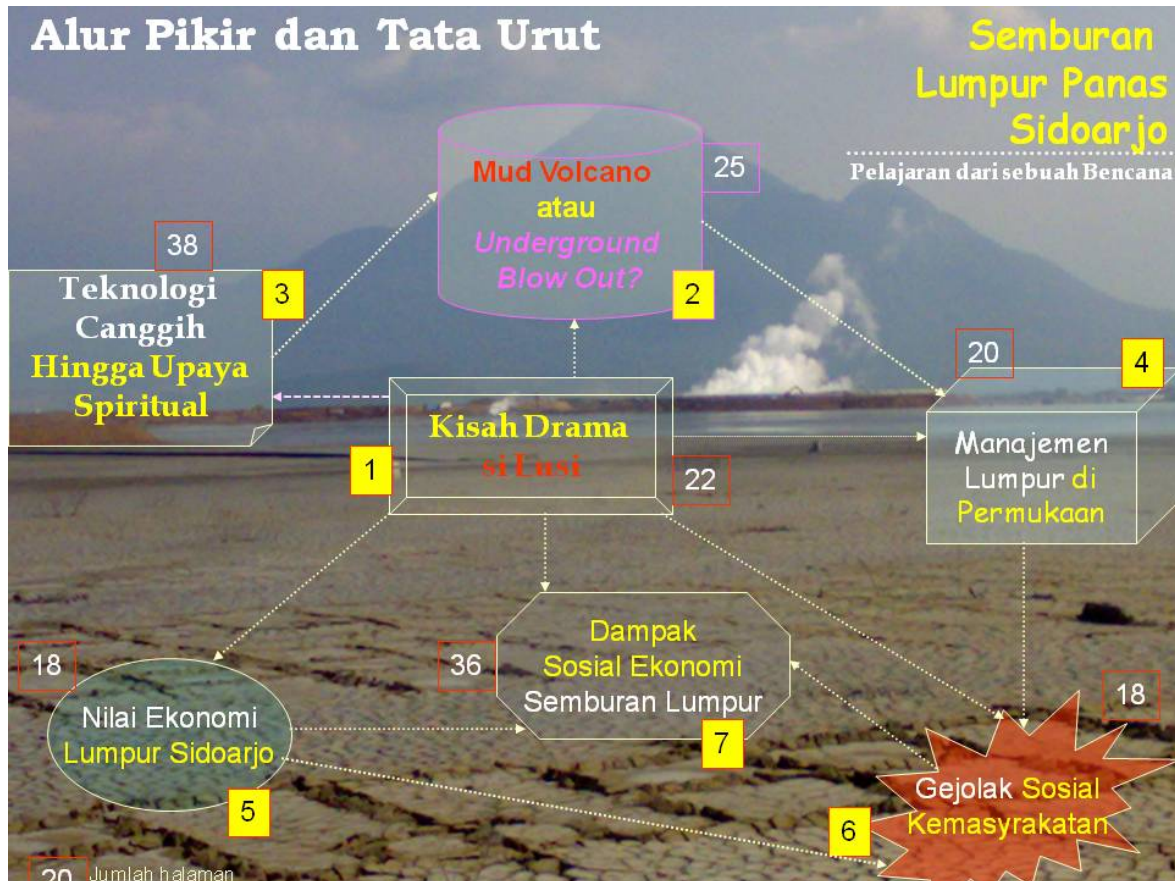 Alur Pikir dan Tata Urut
Semburan
Lumpur Panas
Sidoarjo
Pelajaran dari sebuah Bencana
Mud Volcano
atau
Underground
Blow Out?
25
2
38
3
Teknologi
Canggih
Hingga Upaya
Spiritual
20
4
Manajemen
Lumpur di
Permukaan
Kisah Drama
si Lusi
1
22
18
Nilai Ekonomi
Lumpur Sidoarjo
5
36
Dampak
Sosial Ekonomi
Semburan Lumpur
7
18
Gejolak Sosial
Kemasyrakatan
6
20 Jumlah halaman